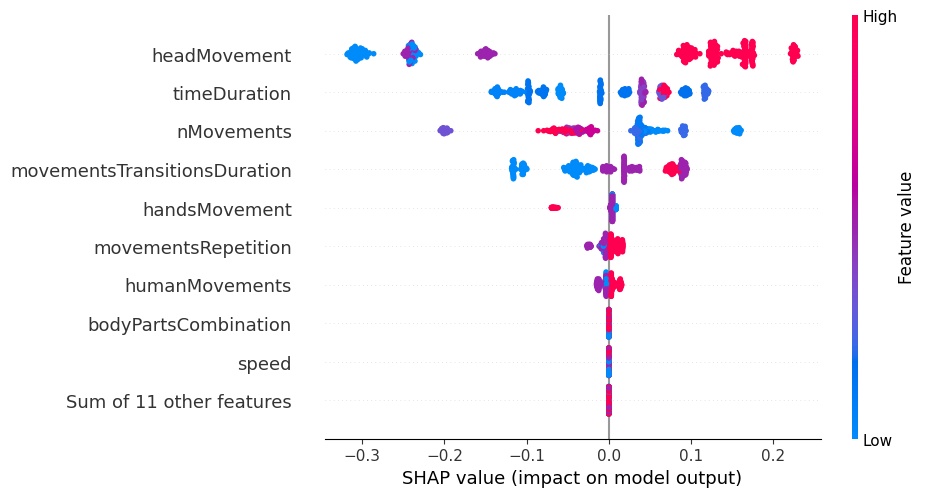 High
headMovement
timeDuration
nMovements
movementsTransitionsDuration
handsMovement
movementsRepetition
humanMovements
bodyPartsCombination
speed
Sum of 11 other features
Feature value
Low
−0.3 −0.2 −0.1 0.0 0.1 0.2
SHAP value (impact on model output)